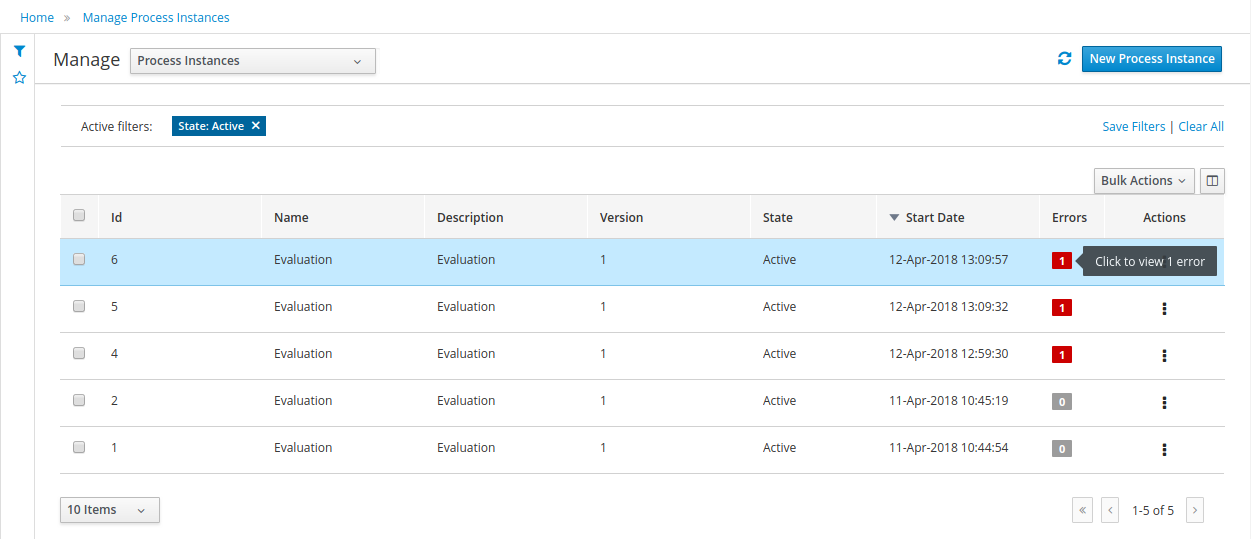 Home » Manage Process Instances
Manage Process Instances New Process Instance
Active filters: State: Active × Save Filters | Clear All
Bulk Actions
Id Name Description Version State Start Date Errors Actions
6 Evaluation Evaluation 1 Active 12-Apr-2018 13:09:57 1 Click to view 1 error
5 Evaluation Evaluation 1 Active 12-Apr-2018 13:09:32 1
4 Evaluation Evaluation 1 Active 12-Apr-2018 12:59:30 1
2 Evaluation Evaluation 1 Active 11-Apr-2018 10:45:19 0
1 Evaluation Evaluation 1 Active 11-Apr-2018 10:44:54 0
10 Items « ‹ 1-5 of 5 ›